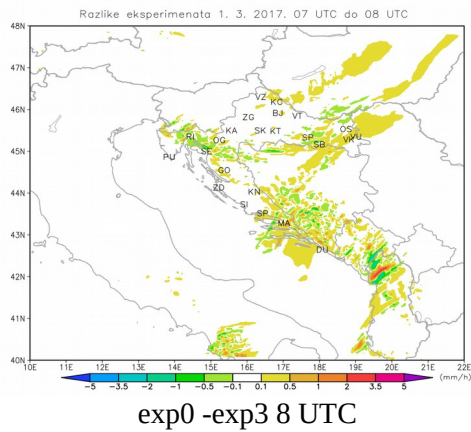 Razlike eksperimenata 1. 3. 2017. 07 UTC do 08 UTC
48N
47N
46N
45N
44N
43N
42N
41N
40N
VZ
KC
BJ
ZG
VT
KA
SK
KT
OS
RI
OG
SP
VU
VK
SE
SB
PU
GO
ZD
KN
SI
SP
MA
DU
10E 11E 12E 13E 14E 15E 16E 17E 18E 19E 20E 21E 22E
-5 -3.5 -2 -1 -0.5 -0.1 0.1 0.5 1 2 3.5 5 (mm/h)
exp0 -exp3 8 UTC